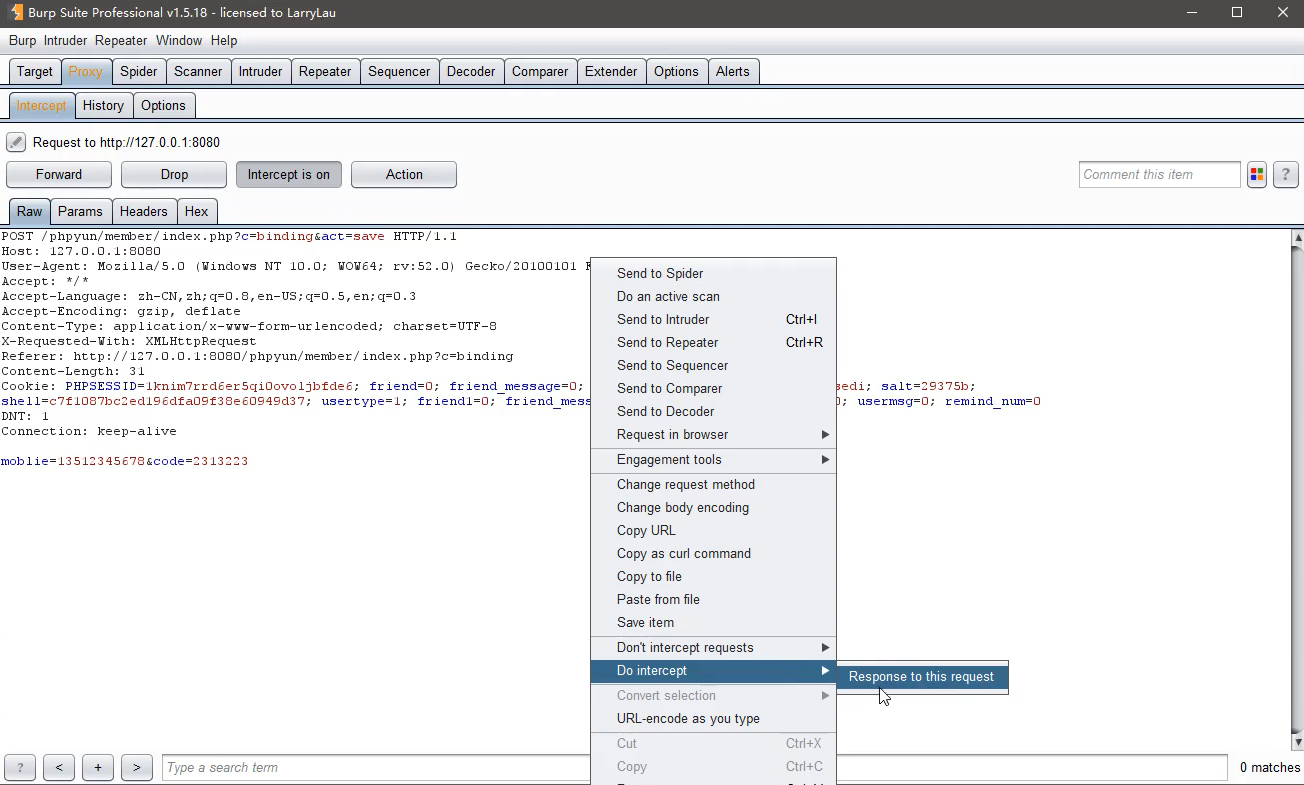 Burp Suite Professional v1.5.18 - licensed to LarryLau
Burp Intruder Repeater Window Help
Target Proxy Spider Scanner Intruder Repeater Sequencer Decoder Comparer Extender Options Alerts
Intercept History Options
Request to http://127.0.0.1:8080
Forward Drop Intercept is on Action Comment this item ?
Raw Params Headers Hex
POST /phpyun/member/index.php?c=binding&act=save HTTP/1.1
Host: 127.0.0.1:8080
User-Agent: Mozilla/5.0 (Windows NT 10.0; WOW64; rv:52.0) Gecko/20100101
Accept: */*
Accept-Language: zh-CN,zh;q=0.8,en-US;q=0.5,en;q=0.3
Accept-Encoding: gzip, deflate
Content-Type: application/x-www-form-urlencoded; charset=UTF-8
X-Requested-With: XMLHttpRequest
Referer: http://127.0.0.1:8080/phpyun/member/index.php?c=binding
Content-Length: 31
Cookie: PHPSESSID=1knim7rrd6er5qi0ovoljbfde6; friend=0; friend_message=0; sedi; salt=29375b;
shell=c7f1087bc2ed196dfa09f38e60949d37; usertype=1; friend1=0; friend_mess ; usermsg=0; remind_num=0
DNT: 1
Connection: keep-alive
moblie=13512345678&code=2313223
Send to Spider
Do an active scan
Send to Intruder Ctrl+I
Send to Repeater Ctrl+R
Send to Sequencer
Send to Comparer
Send to Decoder
Request in browser
Engagement tools
Change request method
Change body encoding
Copy URL
Copy as curl command
Copy to file
Paste from file
Save item
Don't intercept requests
Do intercept
Response to this request
Convert selection
URL-encode as you type
Cut Ctrl+X
Copy Ctrl+C
? < + > Type a search term 0 matches